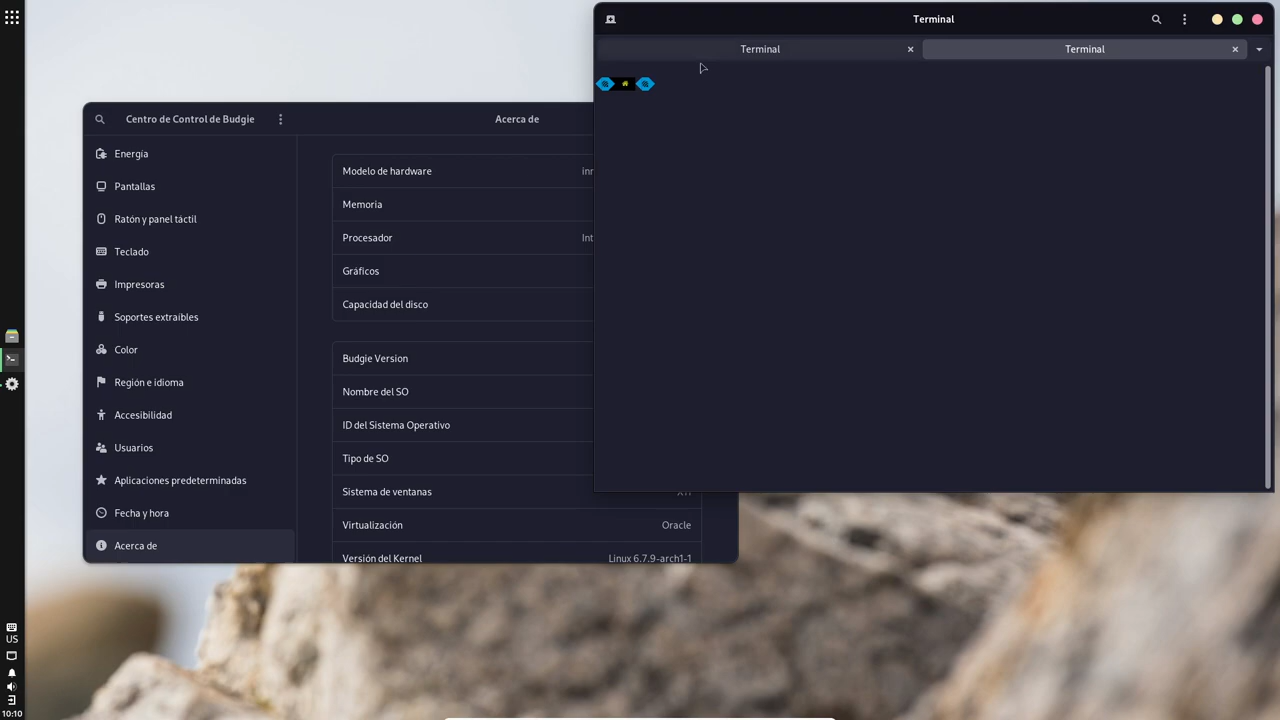 Terminal
Terminal
Terminal
Centro de Control de Budgie
Acerca de
Energía
Pantallas
Ratón y panel táctil
Teclado
Impresoras
Soportes extraíbles
Color
Región e idioma
Accesibilidad
Usuarios
Aplicaciones predeterminadas
Fecha y hora
Acerca de
Modelo de hardware
Memoria
Procesador
Gráficos
Capacidad del disco
Budgie Version
Nombre del SO
ID del Sistema Operativo
Tipo de SO
Sistema de ventanas
Virtualización Oracle
Versión del Kernel Linux 6.7.9-arch1-1
US
10:10